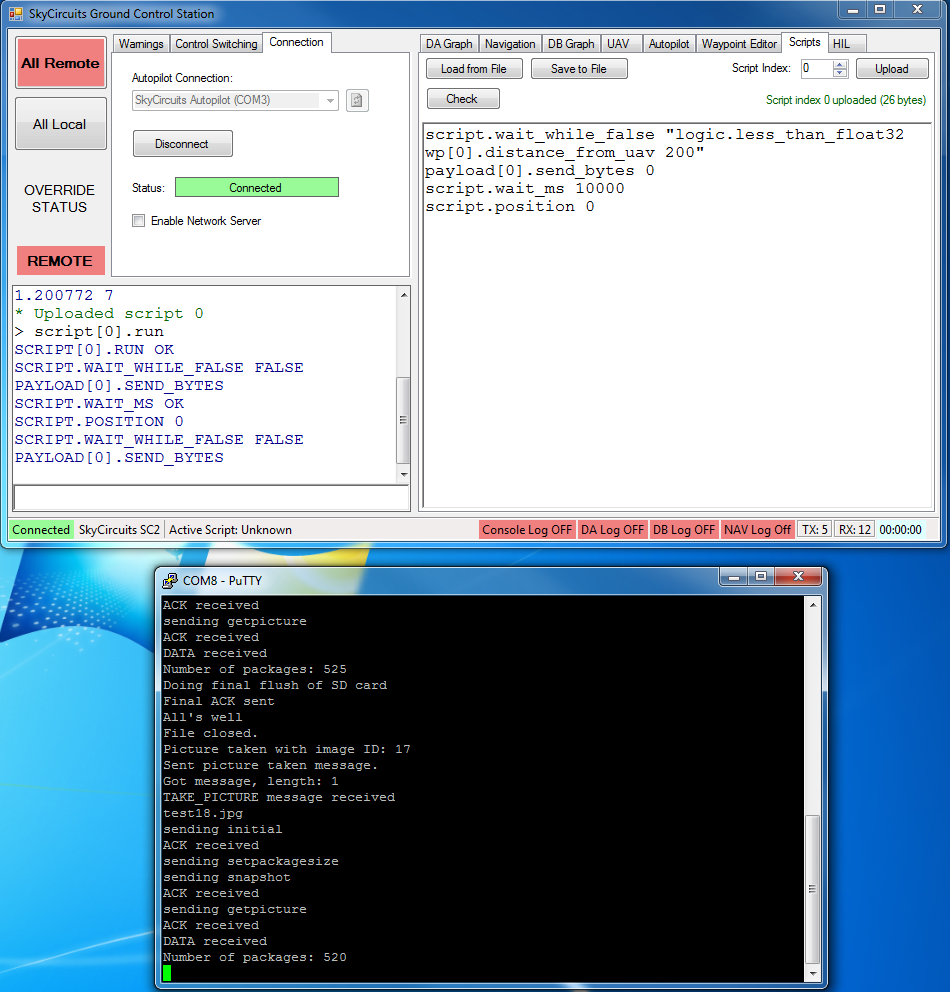 SkyCircuits Ground Control Station
All Remote
All Local
OVERRIDE
STATUS
REMOTE
Warnings Control Switching Connection
Autopilot Connection:
SkyCircuits Autopilot (COM3)
Disconnect
Status: Connected
Enable Network Server
1.200772 7
* Uploaded script 0
> script[0].run
SCRIPT[0].RUN OK
SCRIPT.WAIT_WHILE_FALSE FALSE
PAYLOAD[0].SEND_BYTES
SCRIPT.WAIT_MS OK
SCRIPT.POSITION 0
SCRIPT.WAIT_WHILE_FALSE FALSE
PAYLOAD[0].SEND_BYTES
DA Graph Navigation DB Graph UAV Autopilot Waypoint Editor Scripts HIL
Load from File Save to File Script Index: 0 Upload
Check Script index 0 uploaded (26 bytes)
script.wait_while_false "logic.less_than_float32
wp[0].distance_from_uav 200"
payload[0].send_bytes 0
script.wait_ms 10000
script.position 0
Connected SkyCircuits SC2 Active Script: Unknown Console Log OFF DA Log OFF DB Log OFF NAV Log Off TX: 5 RX: 12 00:00:00
COM8 - PuTTY
ACK received
sending getpicture
ACK received
DATA received
Number of packages: 525
Doing final flush of SD card
Final ACK sent
All's well
File closed.
Picture taken with image ID: 17
Sent picture taken message.
Got message, length: 1
TAKE_PICTURE message received
test18.jpg
sending initial
ACK received
sending setpackagesize
sending snapshot
ACK received
sending getpicture
ACK received
DATA received
Number of packages: 520